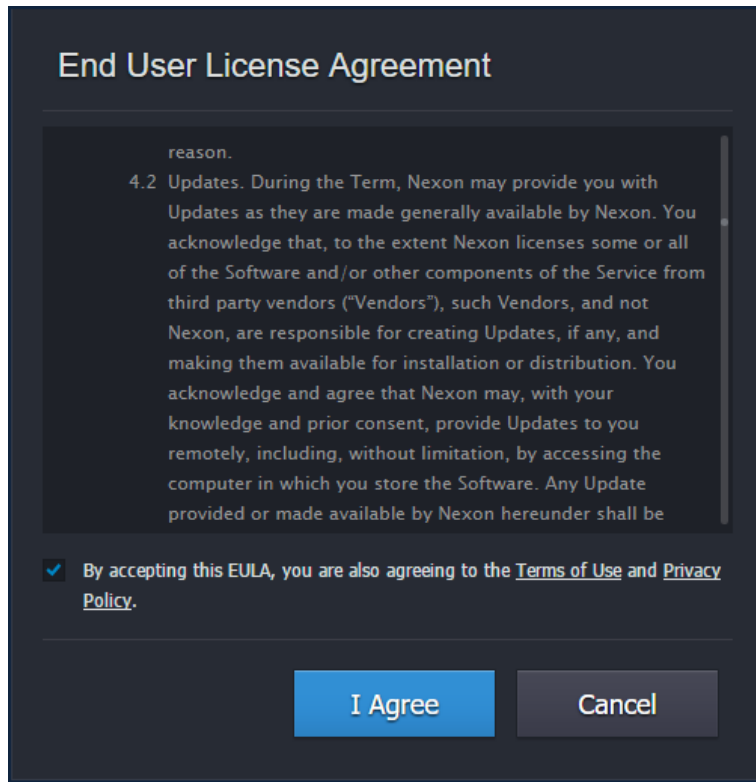 End User License Agreement
reason.
4.2 Updates. During the Term, Nexon may provide you with
Updates as they are made generally available by Nexon. You
acknowledge that, to the extent Nexon licenses some or all
of the Software and/or other components of the Service from
third party vendors (“Vendors”), such Vendors, and not
Nexon, are responsible for creating Updates, if any, and
making them available for installation or distribution. You
acknowledge and agree that Nexon may, with your
knowledge and prior consent, provide Updates to you
remotely, including, without limitation, by accessing the
computer in which you store the Software. Any Update
provided or made available by Nexon hereunder shall be
By accepting this EULA, you are also agreeing to the Terms of Use and Privacy
Policy.
I Agree Cancel